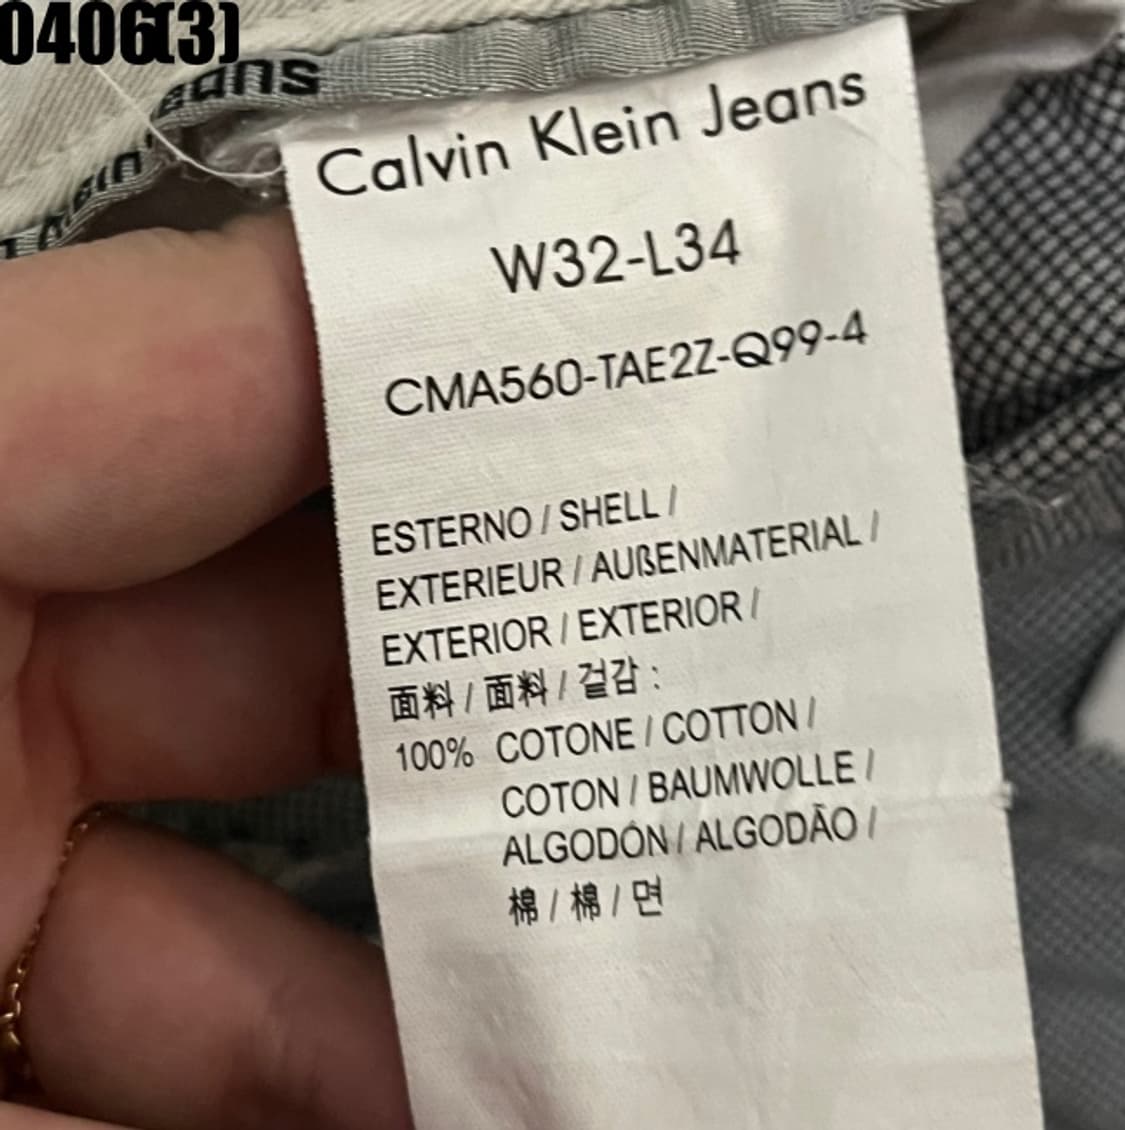 0406(3)
eans
Calvin Klein Jeans
W32-L34
CMA560-TAE2Z-Q99-4
ESTERNO / SHELL /
EXTERIEUR / AUßENMATERIAL /
EXTERIOR / EXTERIOR /
面料 / 面料 / 겉감 :
100% COTONE / COTTON /
COTON / BAUMWOLLE /
ALGODÓN / ALGODÃO /
棉 / 棉 / 면